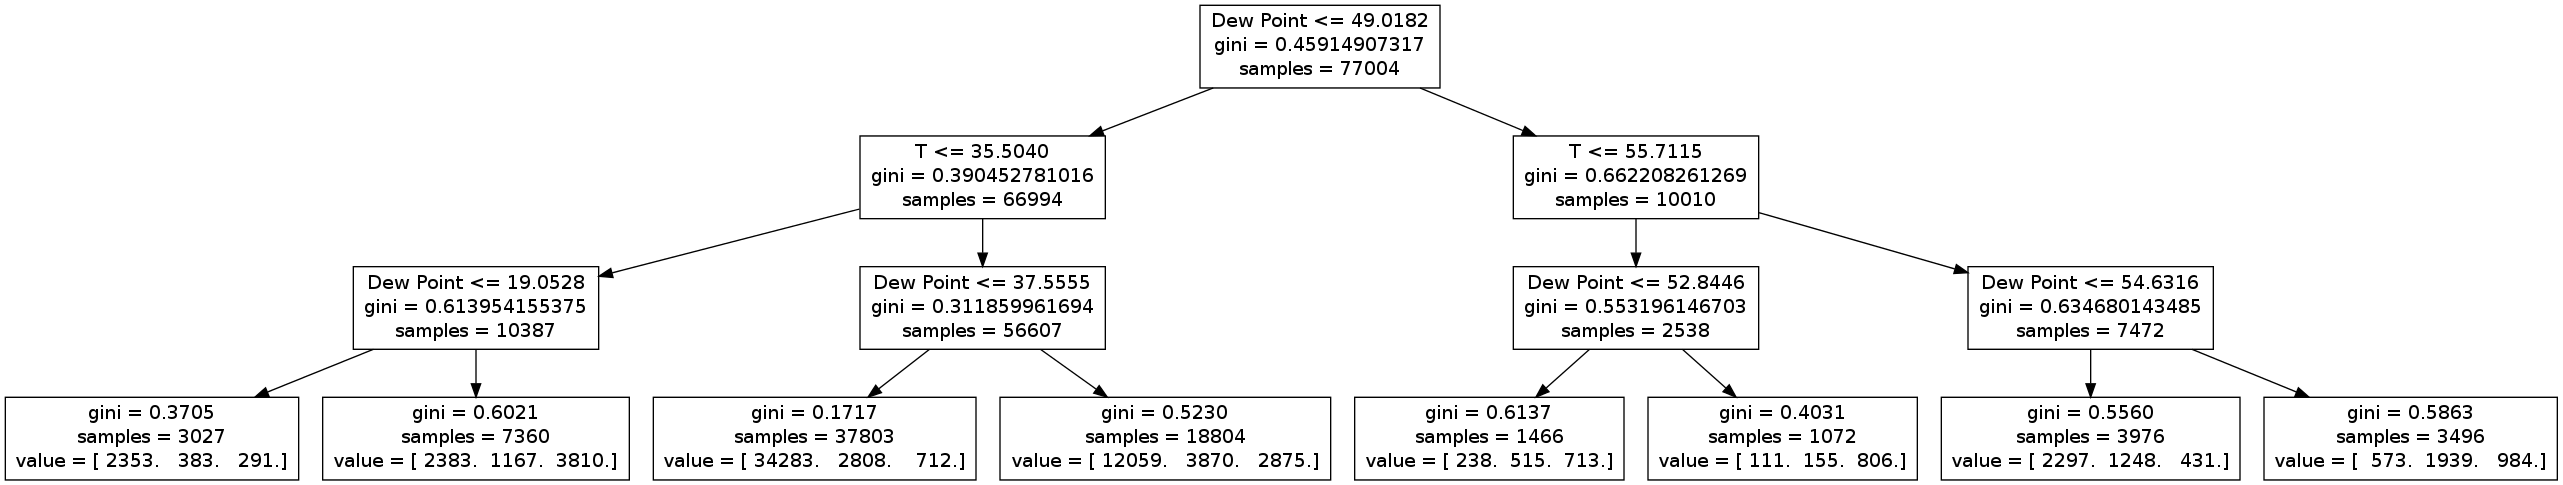 Dew Point <= 49.0182
gini = 0.45914907317
samples = 77004
T <= 35.5040
gini = 0.390452781016
samples = 66994
T <= 55.7115
gini = 0.662208261269
samples = 10010
Dew Point <= 19.0528
gini = 0.613954155375
samples = 10387
Dew Point <= 37.5555
gini = 0.311859961694
samples = 56607
Dew Point <= 52.8446
gini = 0.553196146703
samples = 2538
Dew Point <= 54.6316
gini = 0.634680143485
samples = 7472
gini = 0.3705
samples = 3027
value = [ 2353.   383.   291.]
gini = 0.6021
samples = 7360
value = [ 2383.  1167.  3810.]
gini = 0.1717
samples = 37803
value = [ 34283.   2808.    712.]
gini = 0.5230
samples = 18804
value = [ 12059.   3870.   2875.]
gini = 0.6137
samples = 1466
value = [ 238.  515.  713.]
gini = 0.4031
samples = 1072
value = [ 111.  155.  806.]
gini = 0.5560
samples = 3976
value = [ 2297.  1248.   431.]
gini = 0.5863
samples = 3496
value = [  573.  1939.   984.]